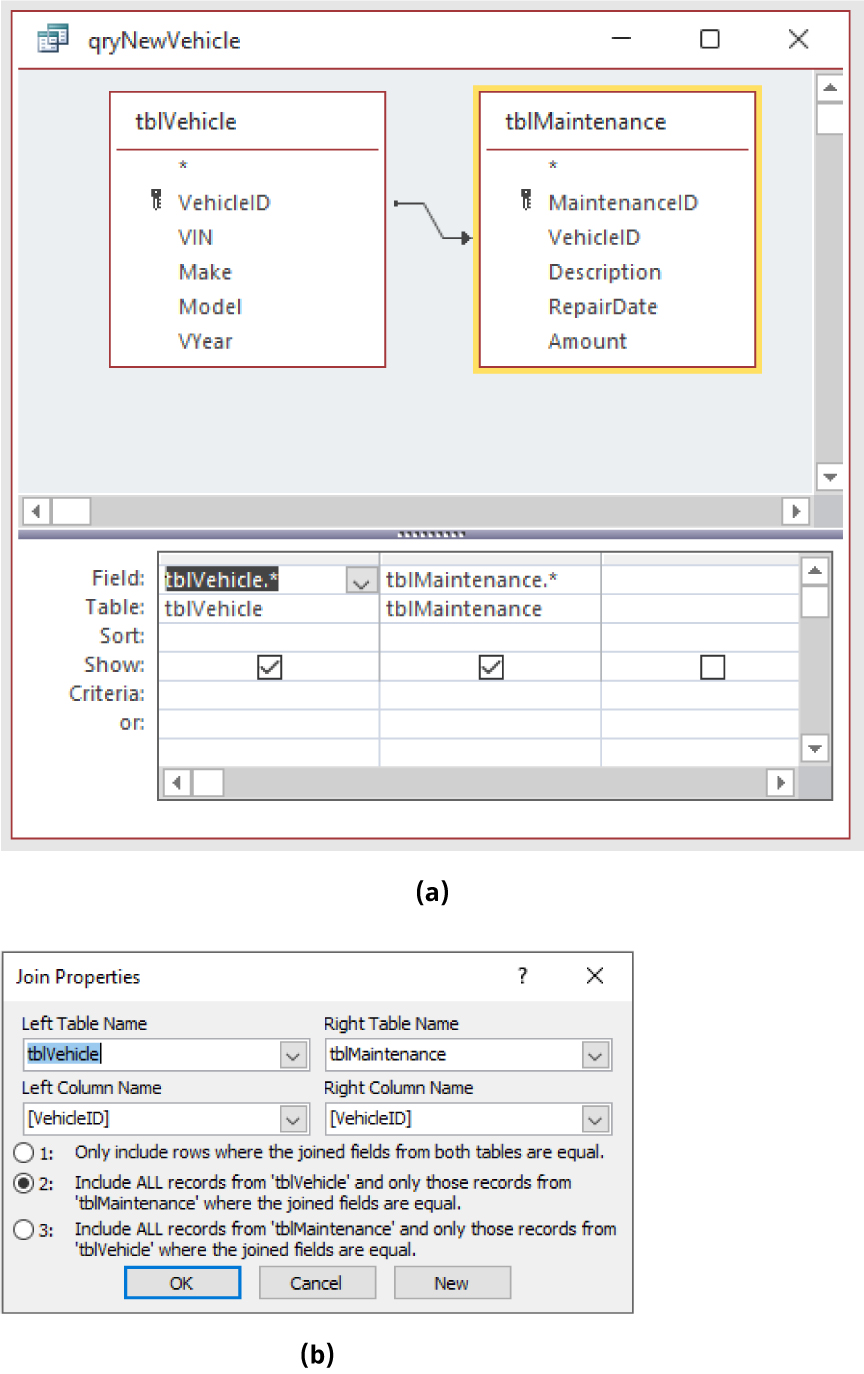 qryNewVehicle
tblVehicle
*
VehicleID
VIN
Make
Model
VYear
tblMaintenance
*
MaintenanceID
VehicleID
Description
RepairDate
Amount
Field: tblVehicle.* tblMaintenance.*
Table: tblVehicle tblMaintenance
Sort:
Show:
Criteria:
or:
(a)
Join Properties ?
Left Table Name Right Table Name
tblVehicle tblMaintenance
Left Column Name Right Column Name
[VehicleID] [VehicleID]
1: Only include rows where the joined fields from both tables are equal.
2: Include ALL records from 'tblVehicle' and only those records from
'tblMaintenance' where the joined fields are equal.
3: Include ALL records from 'tblMaintenance' and only those records from
'tblVehicle' where the joined fields are equal.
OK Cancel New
(b)